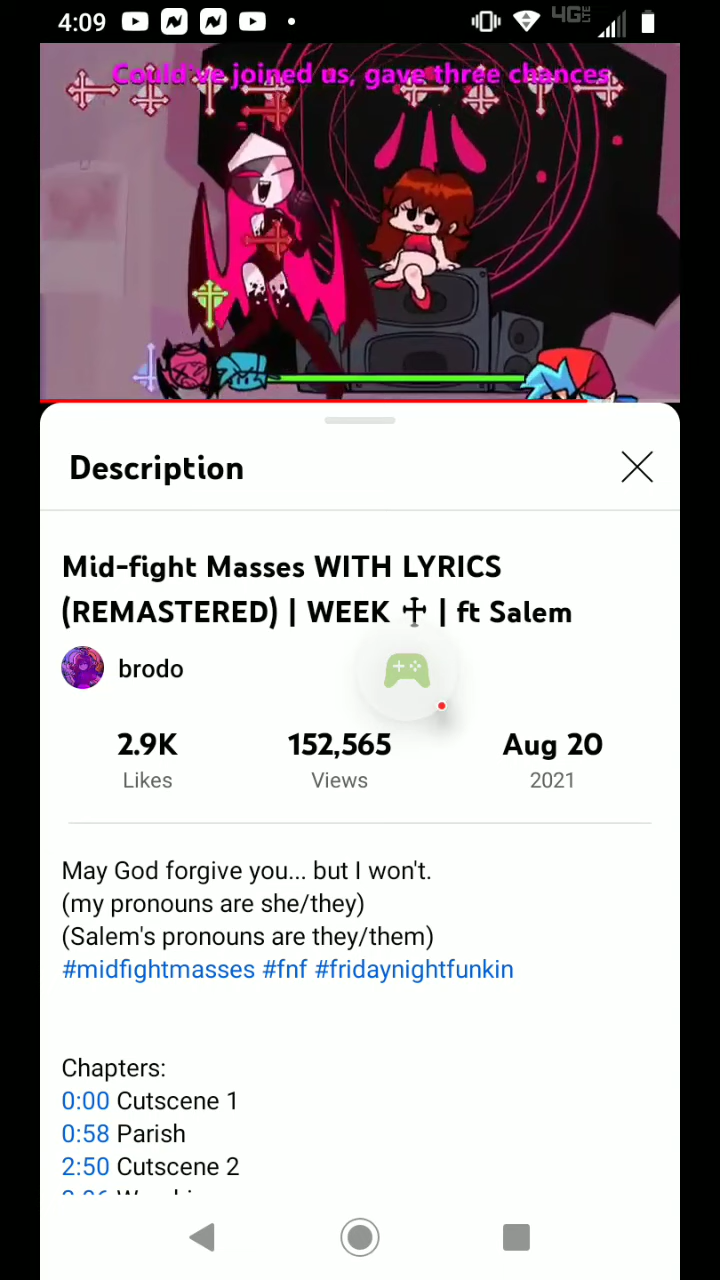 4:09
4GLTE
Could've joined us, gave three chances
Description
Mid-fight Masses WITH LYRICS
(REMASTERED) | WEEK ♱ | ft Salem
brodo
2.9K 152,565 Aug 20
Likes Views 2021
May God forgive you... but I won't.
(my pronouns are she/they)
(Salem's pronouns are they/them)
#midfightmasses #fnf #fridaynightfunkin
Chapters:
0:00 Cutscene 1
0:58 Parish
2:50 Cutscene 2